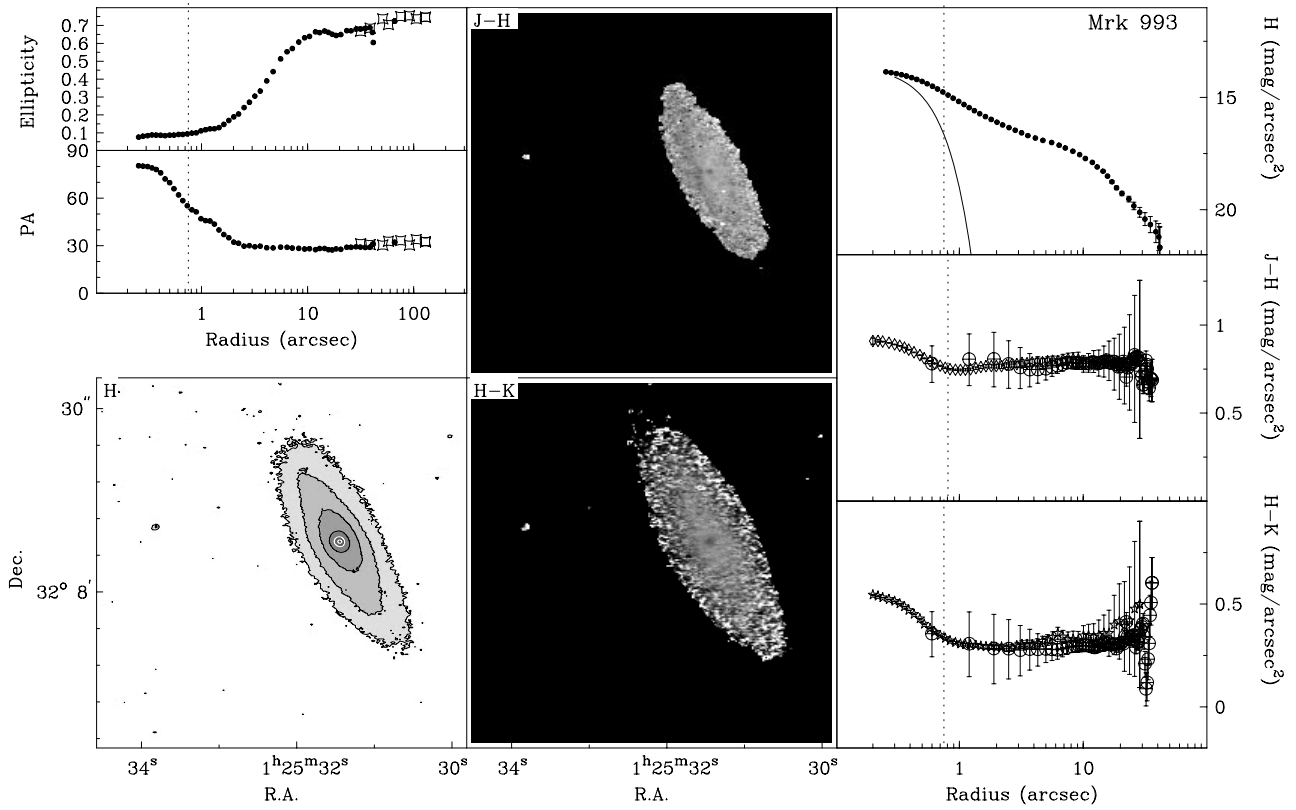 Ellipticity
0.7
0.6
0.5
0.4
0.3
0.2
0.1
PA
90
60
30
0
1
10
100
Radius (arcsec)
J-H
Mrk 993
H (mag/arcsec²)
15
20
J-H (mag/arcsec²)
1
0.5
H-K (mag/arcsec²)
0.5
0
1
10
Radius (arcsec)
H
Dec.
30"
32° 8'
34ˢ
1ʰ25ᵐ32ˢ
30ˢ
R.A.
H-K
34ˢ
1ʰ25ᵐ32ˢ
30ˢ
R.A.